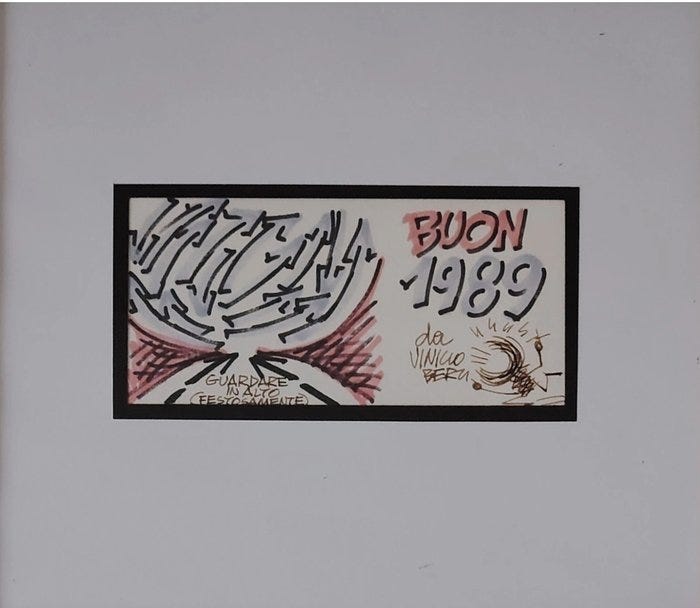 GUARDARE
IN ALTO
(FESTOSAMENTE)
BUON
1989
da
VINICIO
BERTI